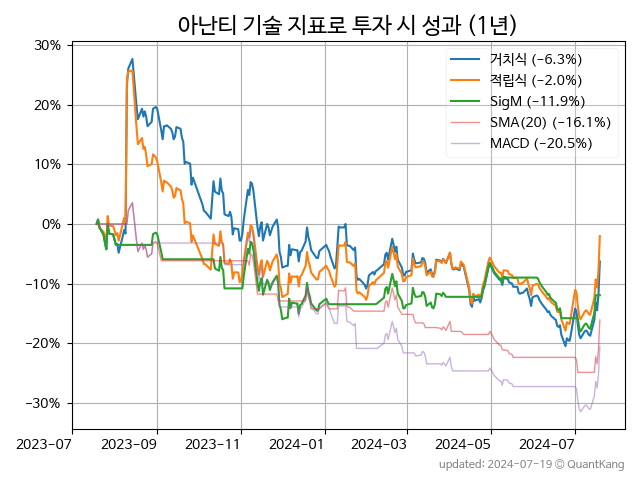 아난티 기술 지표로 투자 시 성과 (1년)
30%
20%
10%
0%
−10%
−20%
−30%
거치식 (−6.3%)
적립식 (−2.0%)
SigM (−11.9%)
SMA(20) (−16.1%)
MACD (−20.5%)
2023-07
2023-09
2023-11
2024-01
2024-03
2024-05
2024-07
updated: 2024-07-19 © QuantKang